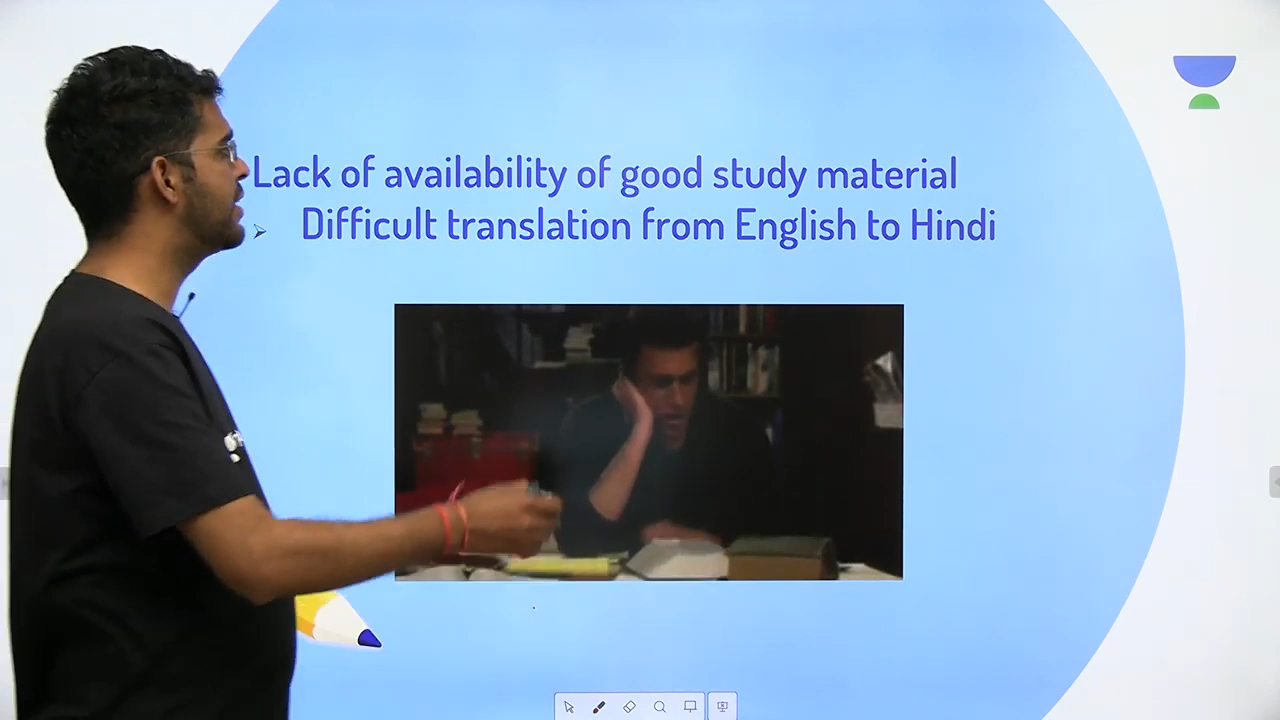 Lack of availability of good study material
Difficult translation from English to Hindi